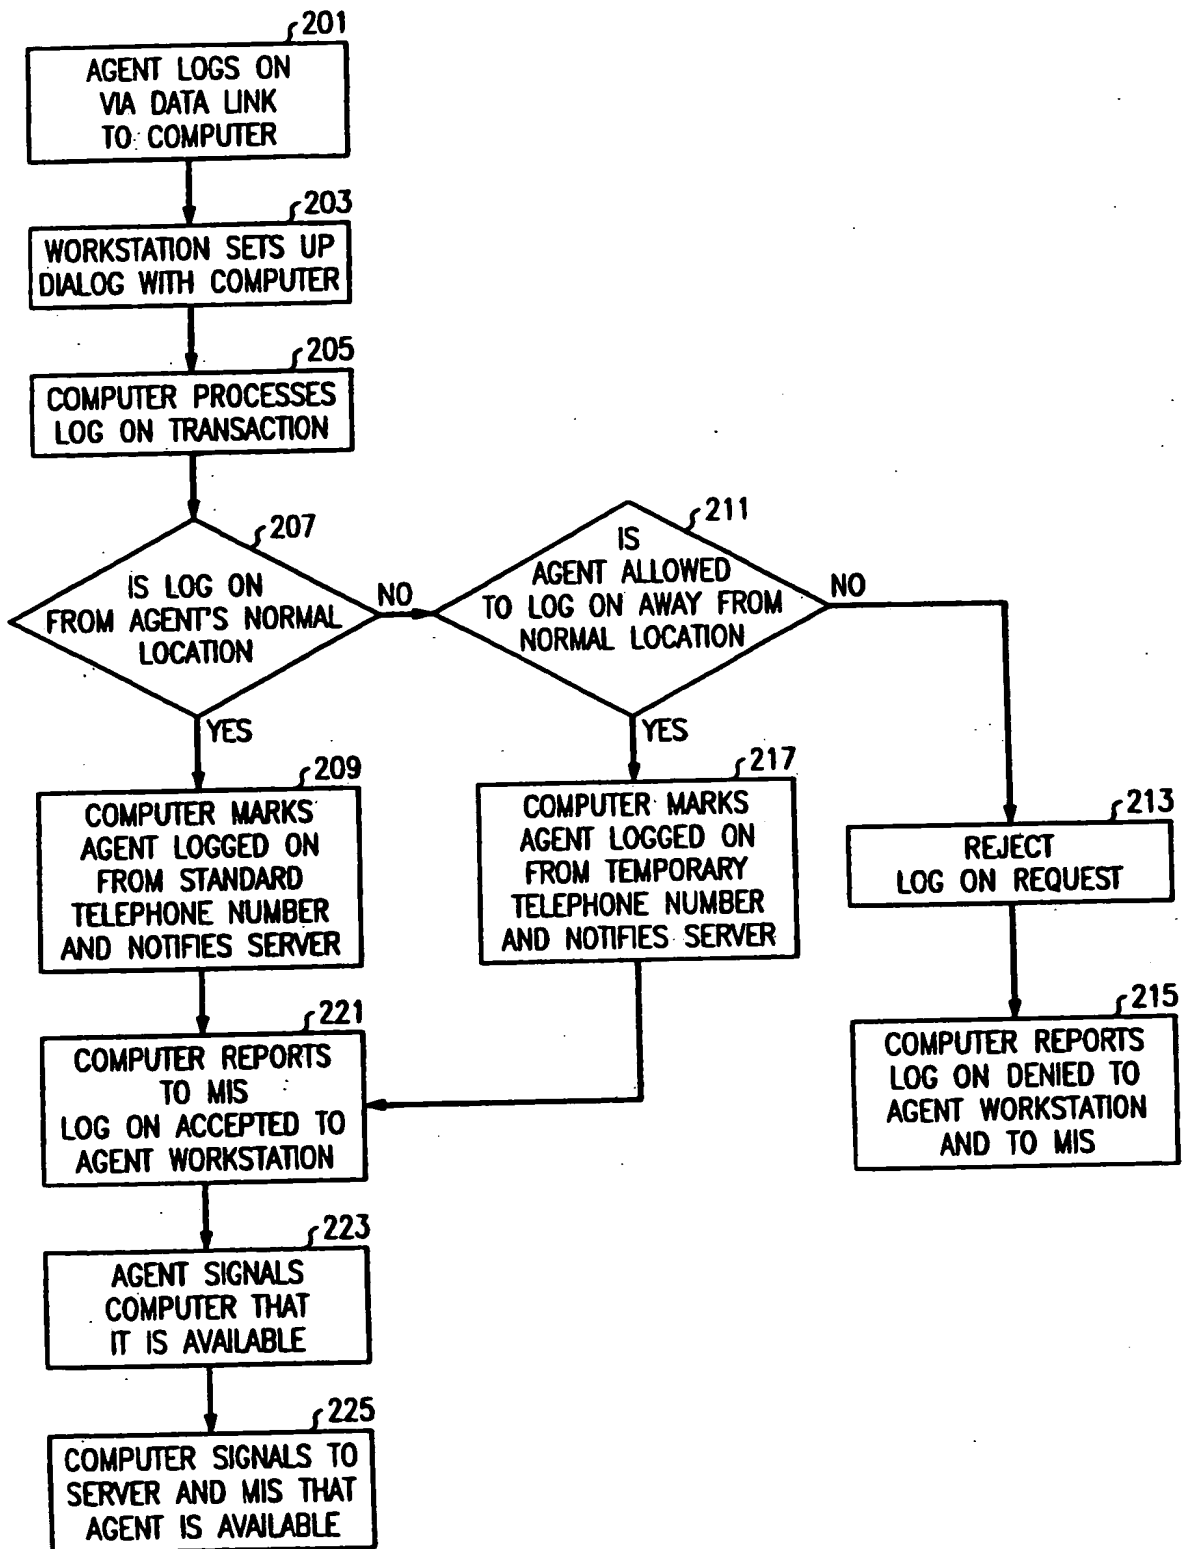 201
AGENT LOGS ON
VIA DATA LINK
TO COMPUTER
203
WORKSTATION SETS UP
DIALOG WITH COMPUTER
205
COMPUTER PROCESSES
LOG ON TRANSACTION
207
IS LOG ON
FROM AGENT'S NORMAL
LOCATION
NO
211
IS
AGENT ALLOWED
TO LOG ON AWAY FROM
NORMAL LOCATION
NO
YES
YES
209
COMPUTER MARKS
AGENT LOGGED ON
FROM STANDARD
TELEPHONE NUMBER
AND NOTIFIES SERVER
217
COMPUTER MARKS
AGENT LOGGED ON
FROM TEMPORARY
TELEPHONE NUMBER
AND NOTIFIES SERVER
213
REJECT
LOG ON REQUEST
221
COMPUTER REPORTS
TO MIS
LOG ON ACCEPTED TO
AGENT WORKSTATION
215
COMPUTER REPORTS
LOG ON DENIED TO
AGENT WORKSTATION
AND TO MIS
223
AGENT SIGNALS
COMPUTER THAT
IT IS AVAILABLE
225
COMPUTER SIGNALS TO
SERVER AND MIS THAT
AGENT IS AVAILABLE